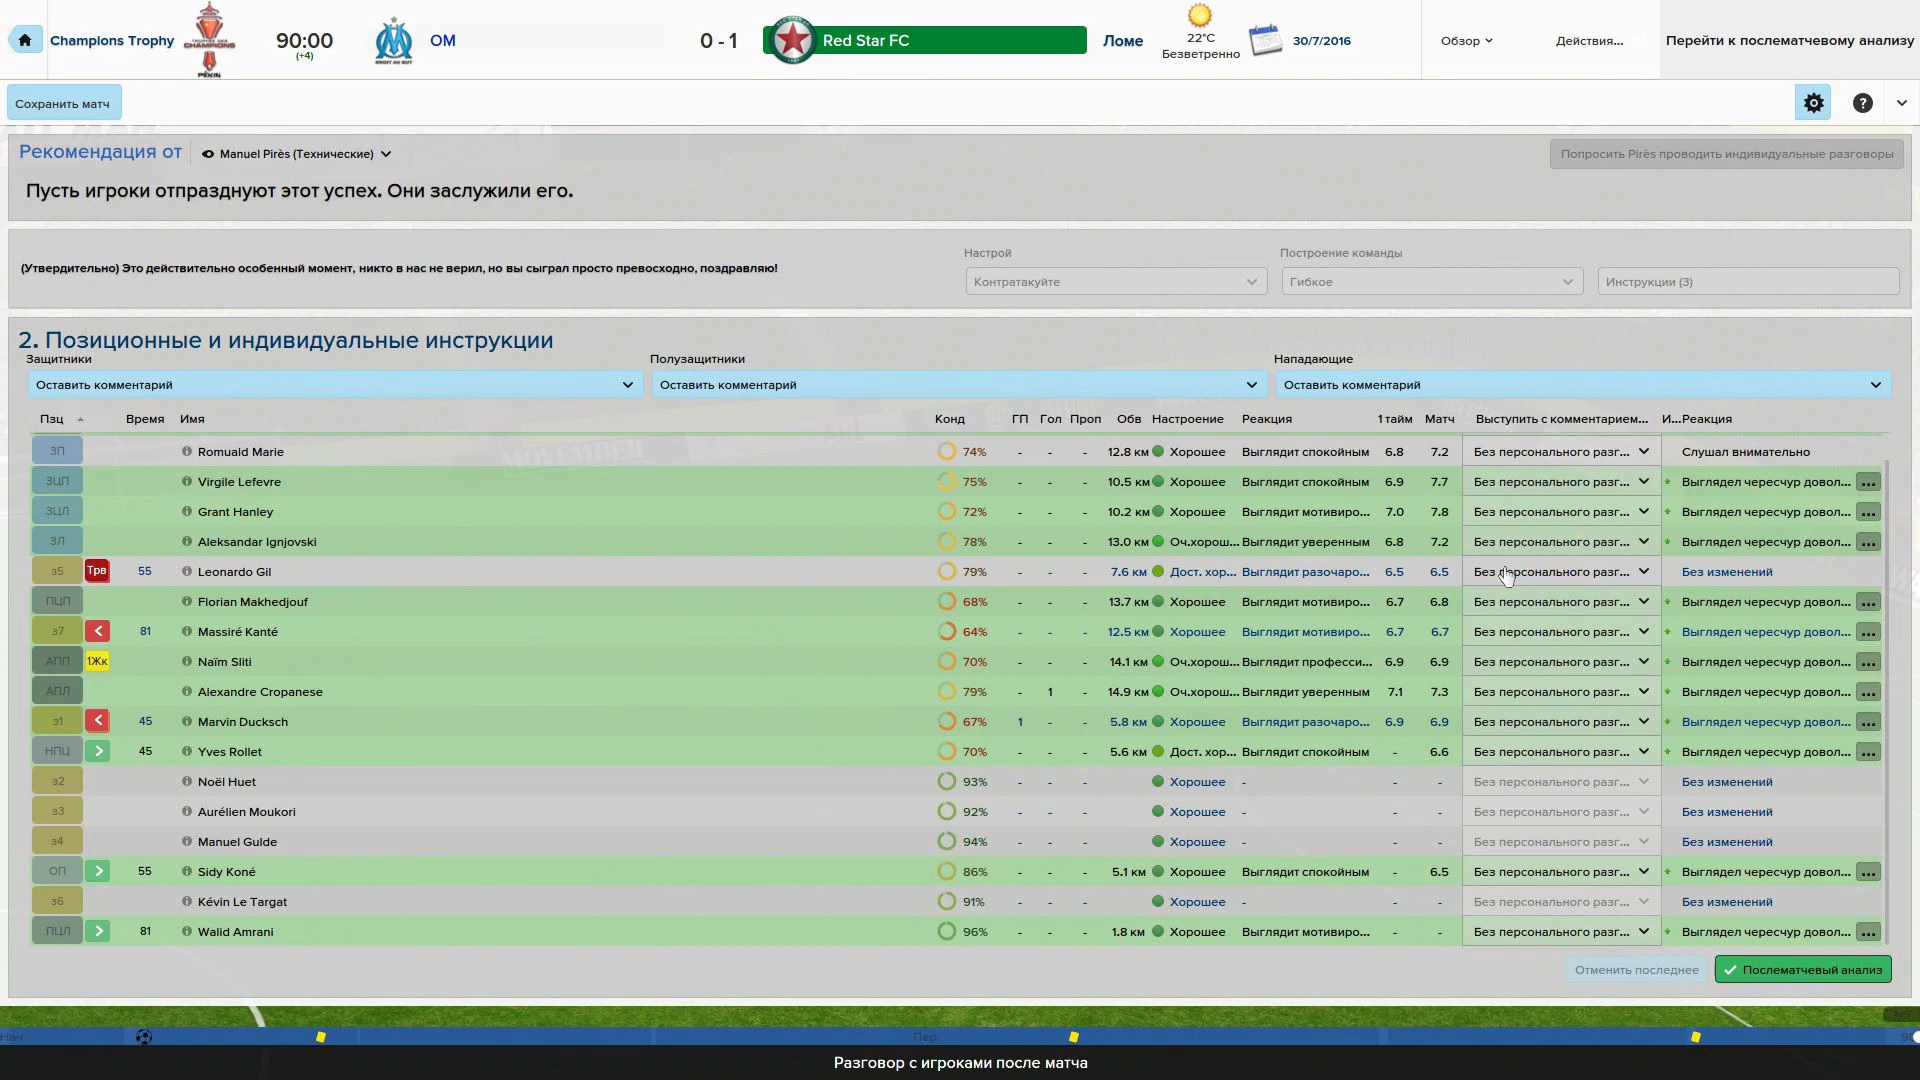 Champions Trophy
TROPHÉE DES CHAMPIONS
PÉKIN
90:00
(+4)
OM
0 - 1
Red Star FC
Ломе
22°C
Безветренно
30/7/2016
Обзор
Действия...
Перейти к послематчевому анализу
Сохранить матч
Рекомендация от
Manuel Pirès (Технические)
Попросить Pirès проводить индивидуальные разговоры
Пусть игроки отпразднуют этот успех. Они заслужили его.
(Утвердительно) Это действительно особенный момент, никто в нас не верил, но вы сыграл просто превосходно, поздравляю!
Настрой
Контратакуйте
Построение команды
Гибкое
Инструкции (3)
2. Позиционные и индивидуальные инструкции
Защитники Полузащитники Нападающие
Оставить комментарий Оставить комментарий Оставить комментарий
Пзц Время Имя Конд ГП Гол Проп Обв Настроение Реакция 1 тайм Матч Выступить с комментарием... И... Реакция
ЗП Romuald Marie 74% - - - 12.8 км Хорошее Выглядит спокойным 6.8 7.2 Без персонального разг... Слушал внимательно
ЗЦП Virgile Lefevre 75% - - - 10.5 км Хорошее Выглядит спокойным 6.9 7.7 Без персонального разг... Выглядел чересчур довол... ...
ЗЦЛ Grant Hanley 72% - - - 10.2 км Хорошее Выглядит мотивиро... 7.0 7.8 Без персонального разг... Выглядел чересчур довол... ...
ЗЛ Aleksandar Ignjovski 78% - - - 13.0 км Оч.хорош... Выглядит уверенным 6.8 7.2 Без персонального разг... Выглядел чересчур довол... ...
з5 Трв 55 Leonardo Gil 79% - - - 7.6 км Дост. хор... Выглядит разочаро... 6.5 6.5 Без персонального разг... Без изменений
ПЦП Florian Makhedjouf 68% - - - 13.7 км Хорошее Выглядит мотивиро... 6.7 6.8 Без персонального разг... Выглядел чересчур довол... ...
з7 81 Massiré Kanté 64% - - - 12.5 км Хорошее Выглядит мотивиро... 6.7 6.7 Без персонального разг... Выглядел чересчур довол... ...
АПП 1Жк Naïm Sliti 70% - - - 14.1 км Оч.хорош... Выглядит професси... 6.9 6.9 Без персонального разг... Выглядел чересчур довол... ...
АПЛ Alexandre Cropanese 79% - 1 - 14.9 км Оч.хорош... Выглядит уверенным 7.1 7.3 Без персонального разг... Выглядел чересчур довол... ...
з1 45 Marvin Ducksch 67% 1 - - 5.8 км Хорошее Выглядит разочаро... 6.9 6.9 Без персонального разг... Выглядел чересчур довол... ...
НПЦ 45 Yves Rollet 70% - - - 5.6 км Дост. хор... Выглядит спокойным - 6.6 Без персонального разг... Выглядел чересчур довол... ...
з2 Noël Huet 93% - - - Хорошее - - - Без персонального разг... Без изменений
з3 Aurélien Moukori 92% - - - Хорошее - - - Без персонального разг... Без изменений
з4 Manuel Gulde 94% - - - Хорошее - - - Без персонального разг... Без изменений
ОП 55 Sidy Koné 86% - - - 5.1 км Хорошее Выглядит спокойным - 6.5 Без персонального разг... Выглядел чересчур довол... ...
з6 Kévin Le Targat 91% - - - Хорошее - - - Без персонального разг... Без изменений
ПЦЛ 81 Walid Amrani 96% - - - 1.8 км Хорошее Выглядит мотивиро... - - Без персонального разг... Выглядел чересчур довол... ...
Отменить последнее
Послематчевый анализ
Нач Пер
Разговор с игроками после матча